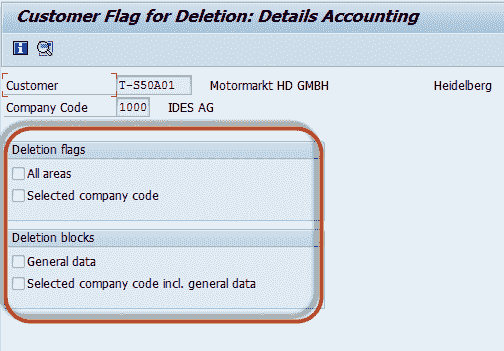 Customer Flag for Deletion: Details Accounting
Customer T-S50A01 Motormarkt HD GMBH Heidelberg
Company Code 1000 IDES AG
Deletion flags
All areas
Selected company code
Deletion blocks
General data
Selected company code incl. general data